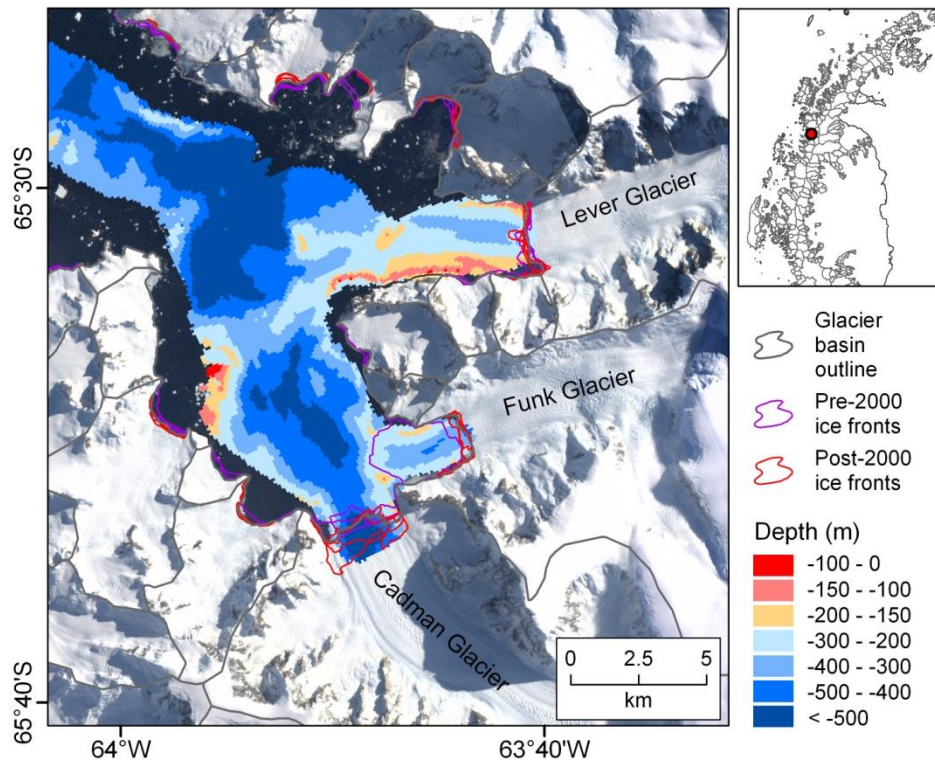 65°30'S
65°40'S
64°W
63°40'W
Lever Glacier
Funk Glacier
Cadman Glacier
0 2.5 5
km
Glacier
basin
outline
Pre-2000
ice fronts
Post-2000
ice fronts
Depth (m)
-100 - 0
-150 - -100
-200 - -150
-300 - -200
-400 - -300
-500 - -400
< -500